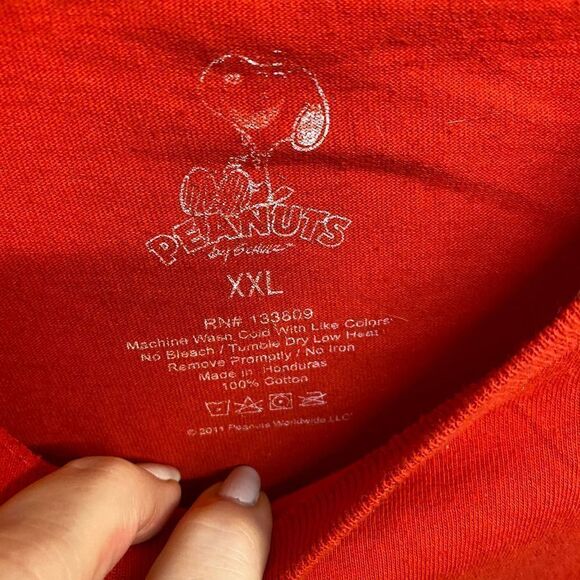 PEANUTS
by SCHULZ™
XXL
RN# 133809
Machine Wash Cold With Like Colors
No Bleach / Tumble Dry Low Heat
Remove Promptly / No Iron
Made in Honduras
100% Cotton
© 2011 Peanuts Worldwide LLC